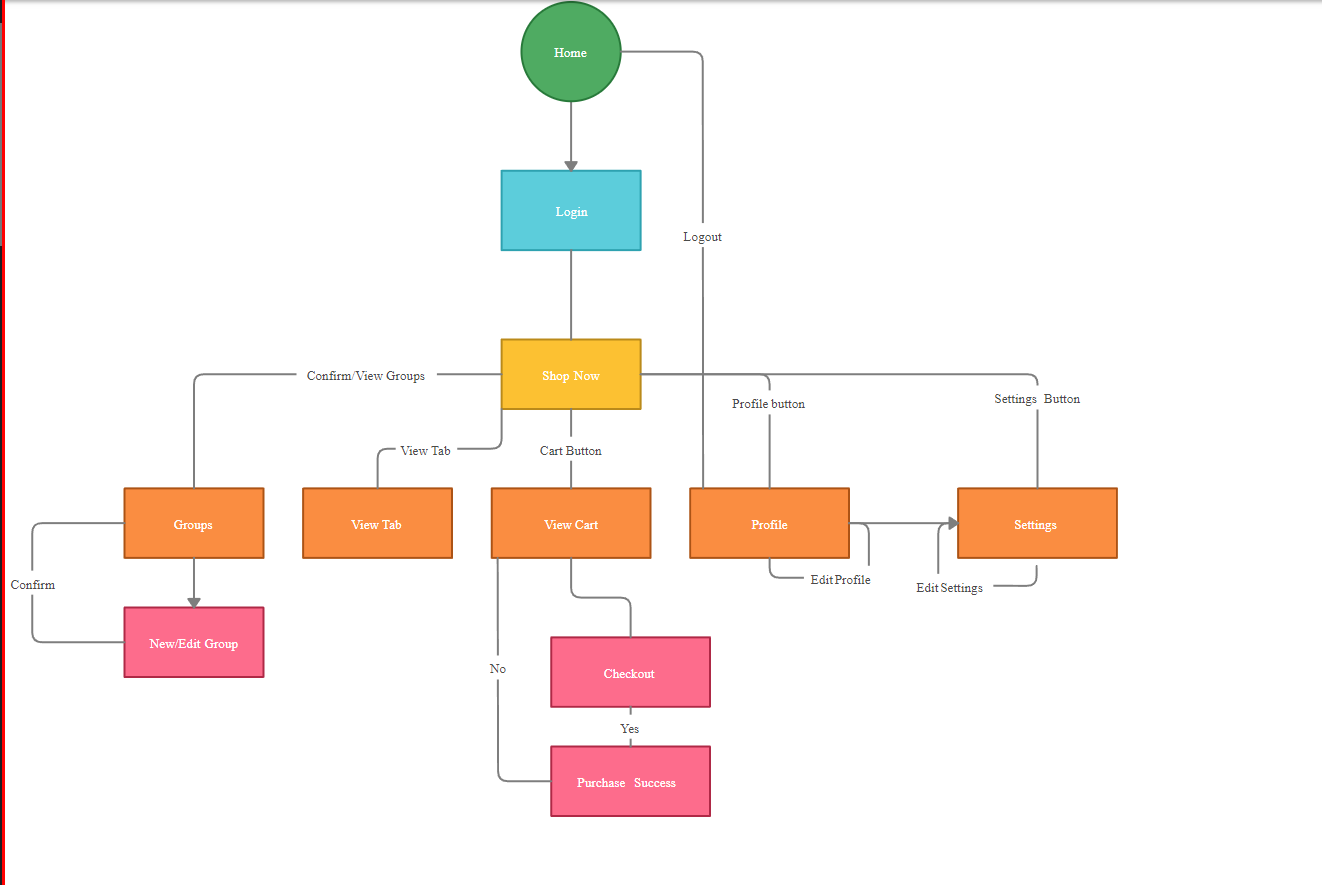 Home
Login
Logout
Shop Now
Confirm/View Groups
Profile button
Settings Button
View Tab
Cart Button
Groups
View Tab
View Cart
Profile
Settings
Confirm
Edit Profile
Edit Settings
New/Edit Group
No
Checkout
Yes
Purchase Success